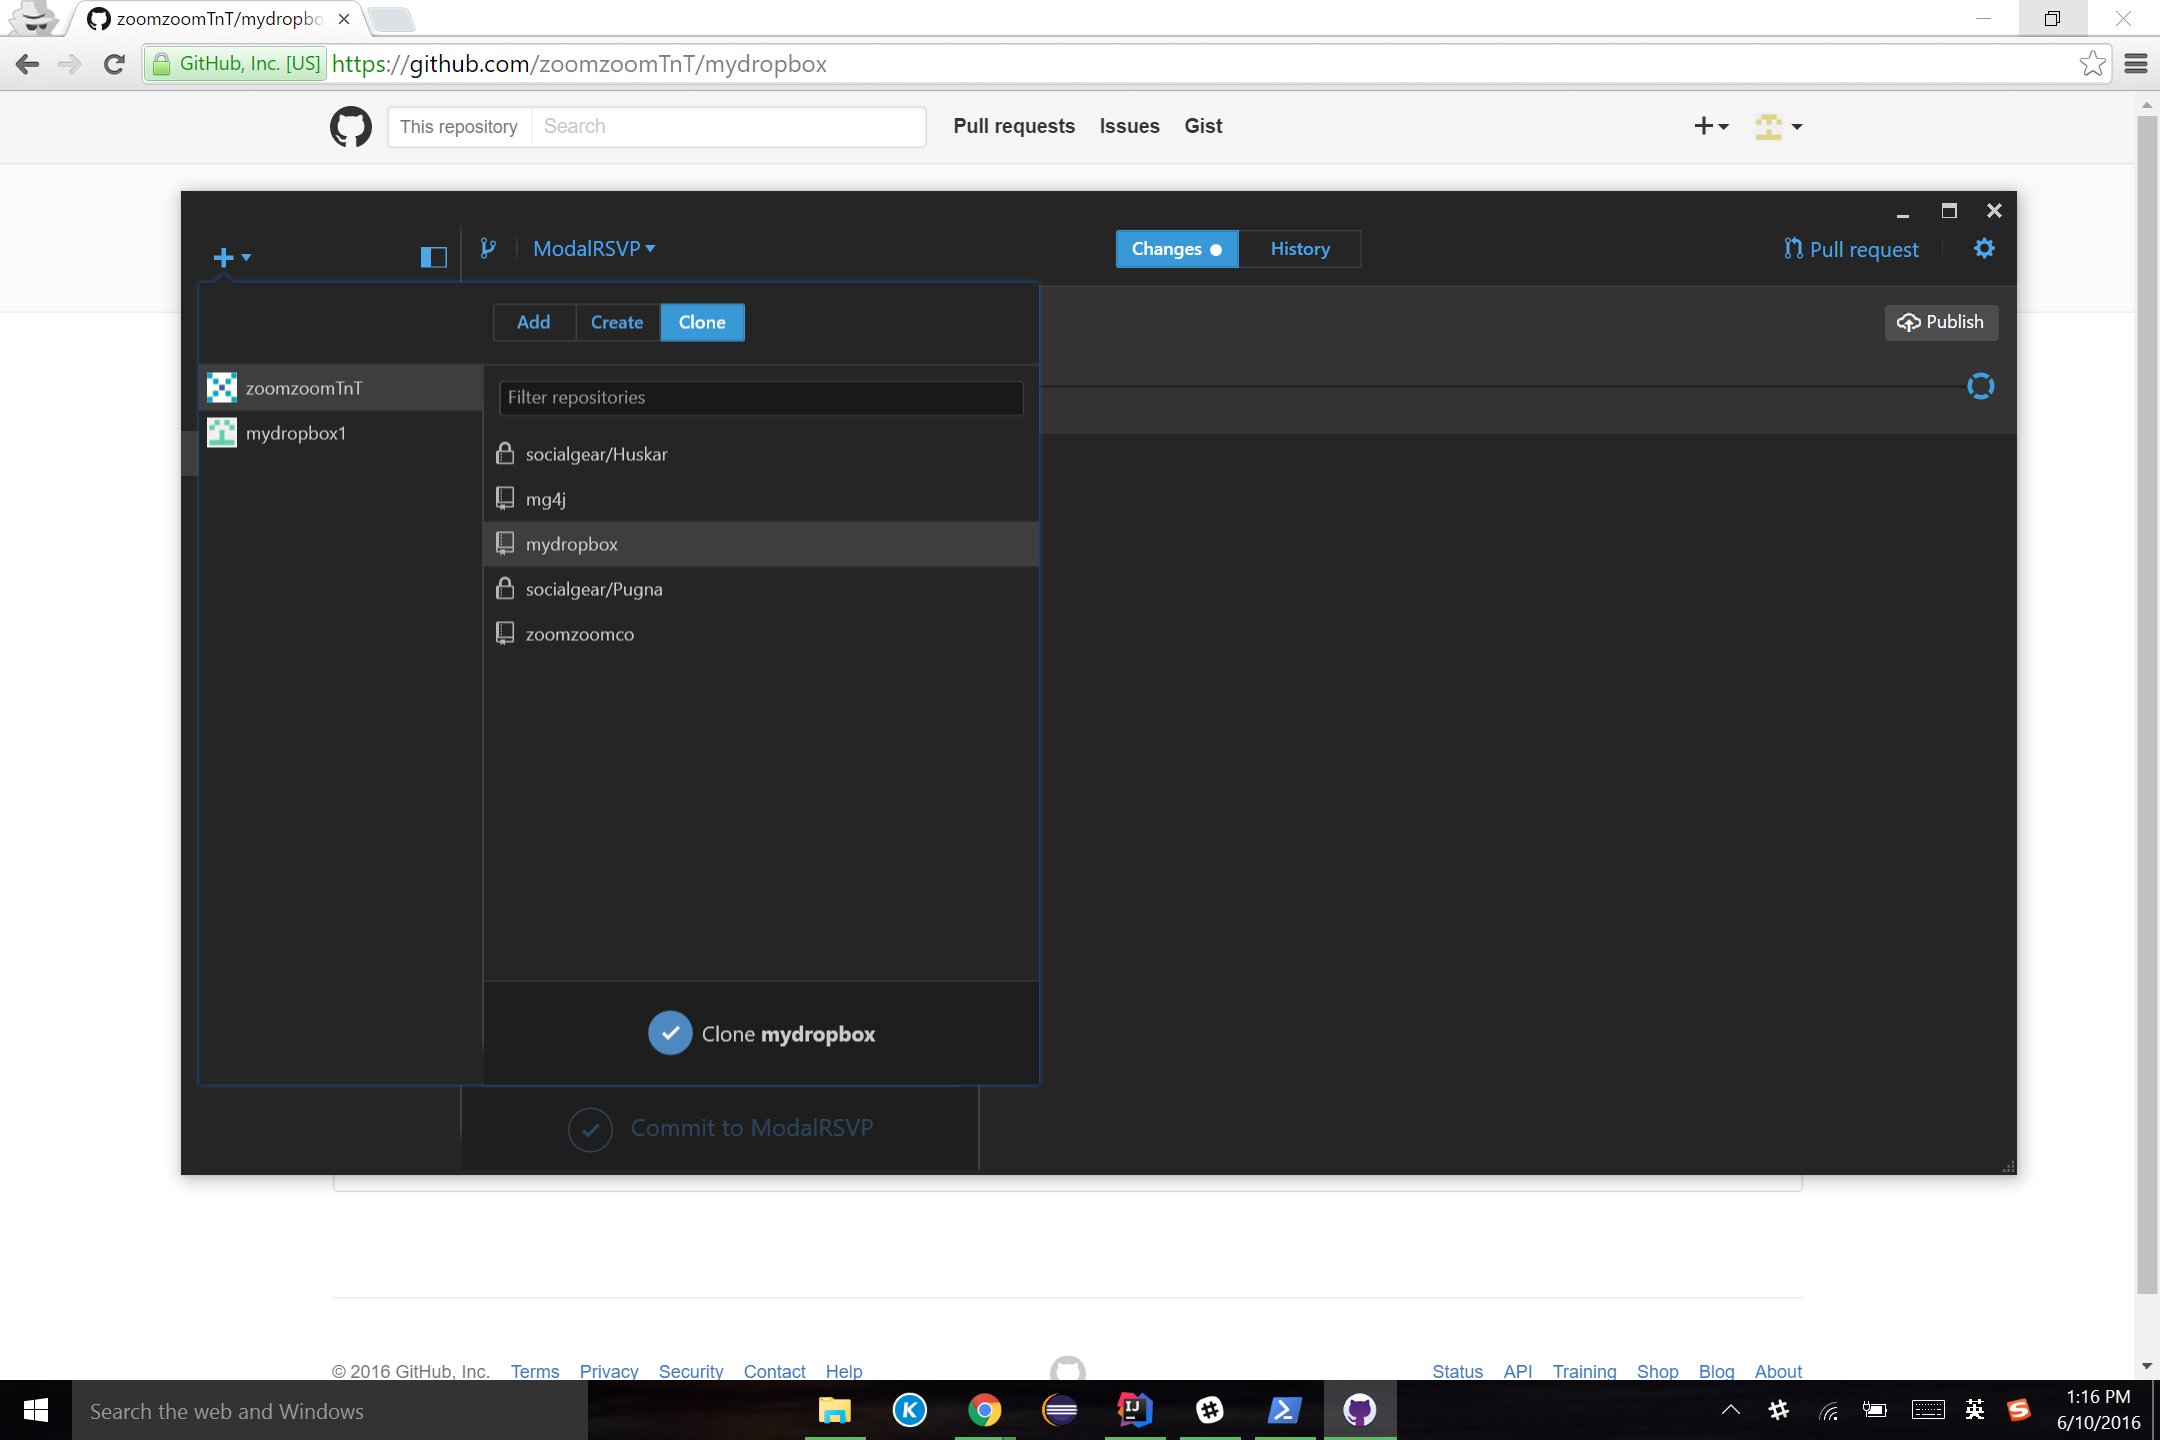 zoomzoomTnT/mydropbo
GitHub, Inc. [US] https://github.com/zoomzoomTnT/mydropbox
This repository Search Pull requests Issues Gist
ModalRSVP Changes History Pull request
Add Create Clone
Publish
zoomzoomTnT
mydropbox1
Filter repositories
socialgear/Huskar
mg4j
mydropbox
socialgear/Pugna
zoomzoomco
Clone mydropbox
Commit to ModalRSVP
© 2016 GitHub, Inc. Terms Privacy Security Contact Help Status API Training Shop Blog About
Search the web and Windows
K
IJ
英
S
1:16 PM
6/10/2016